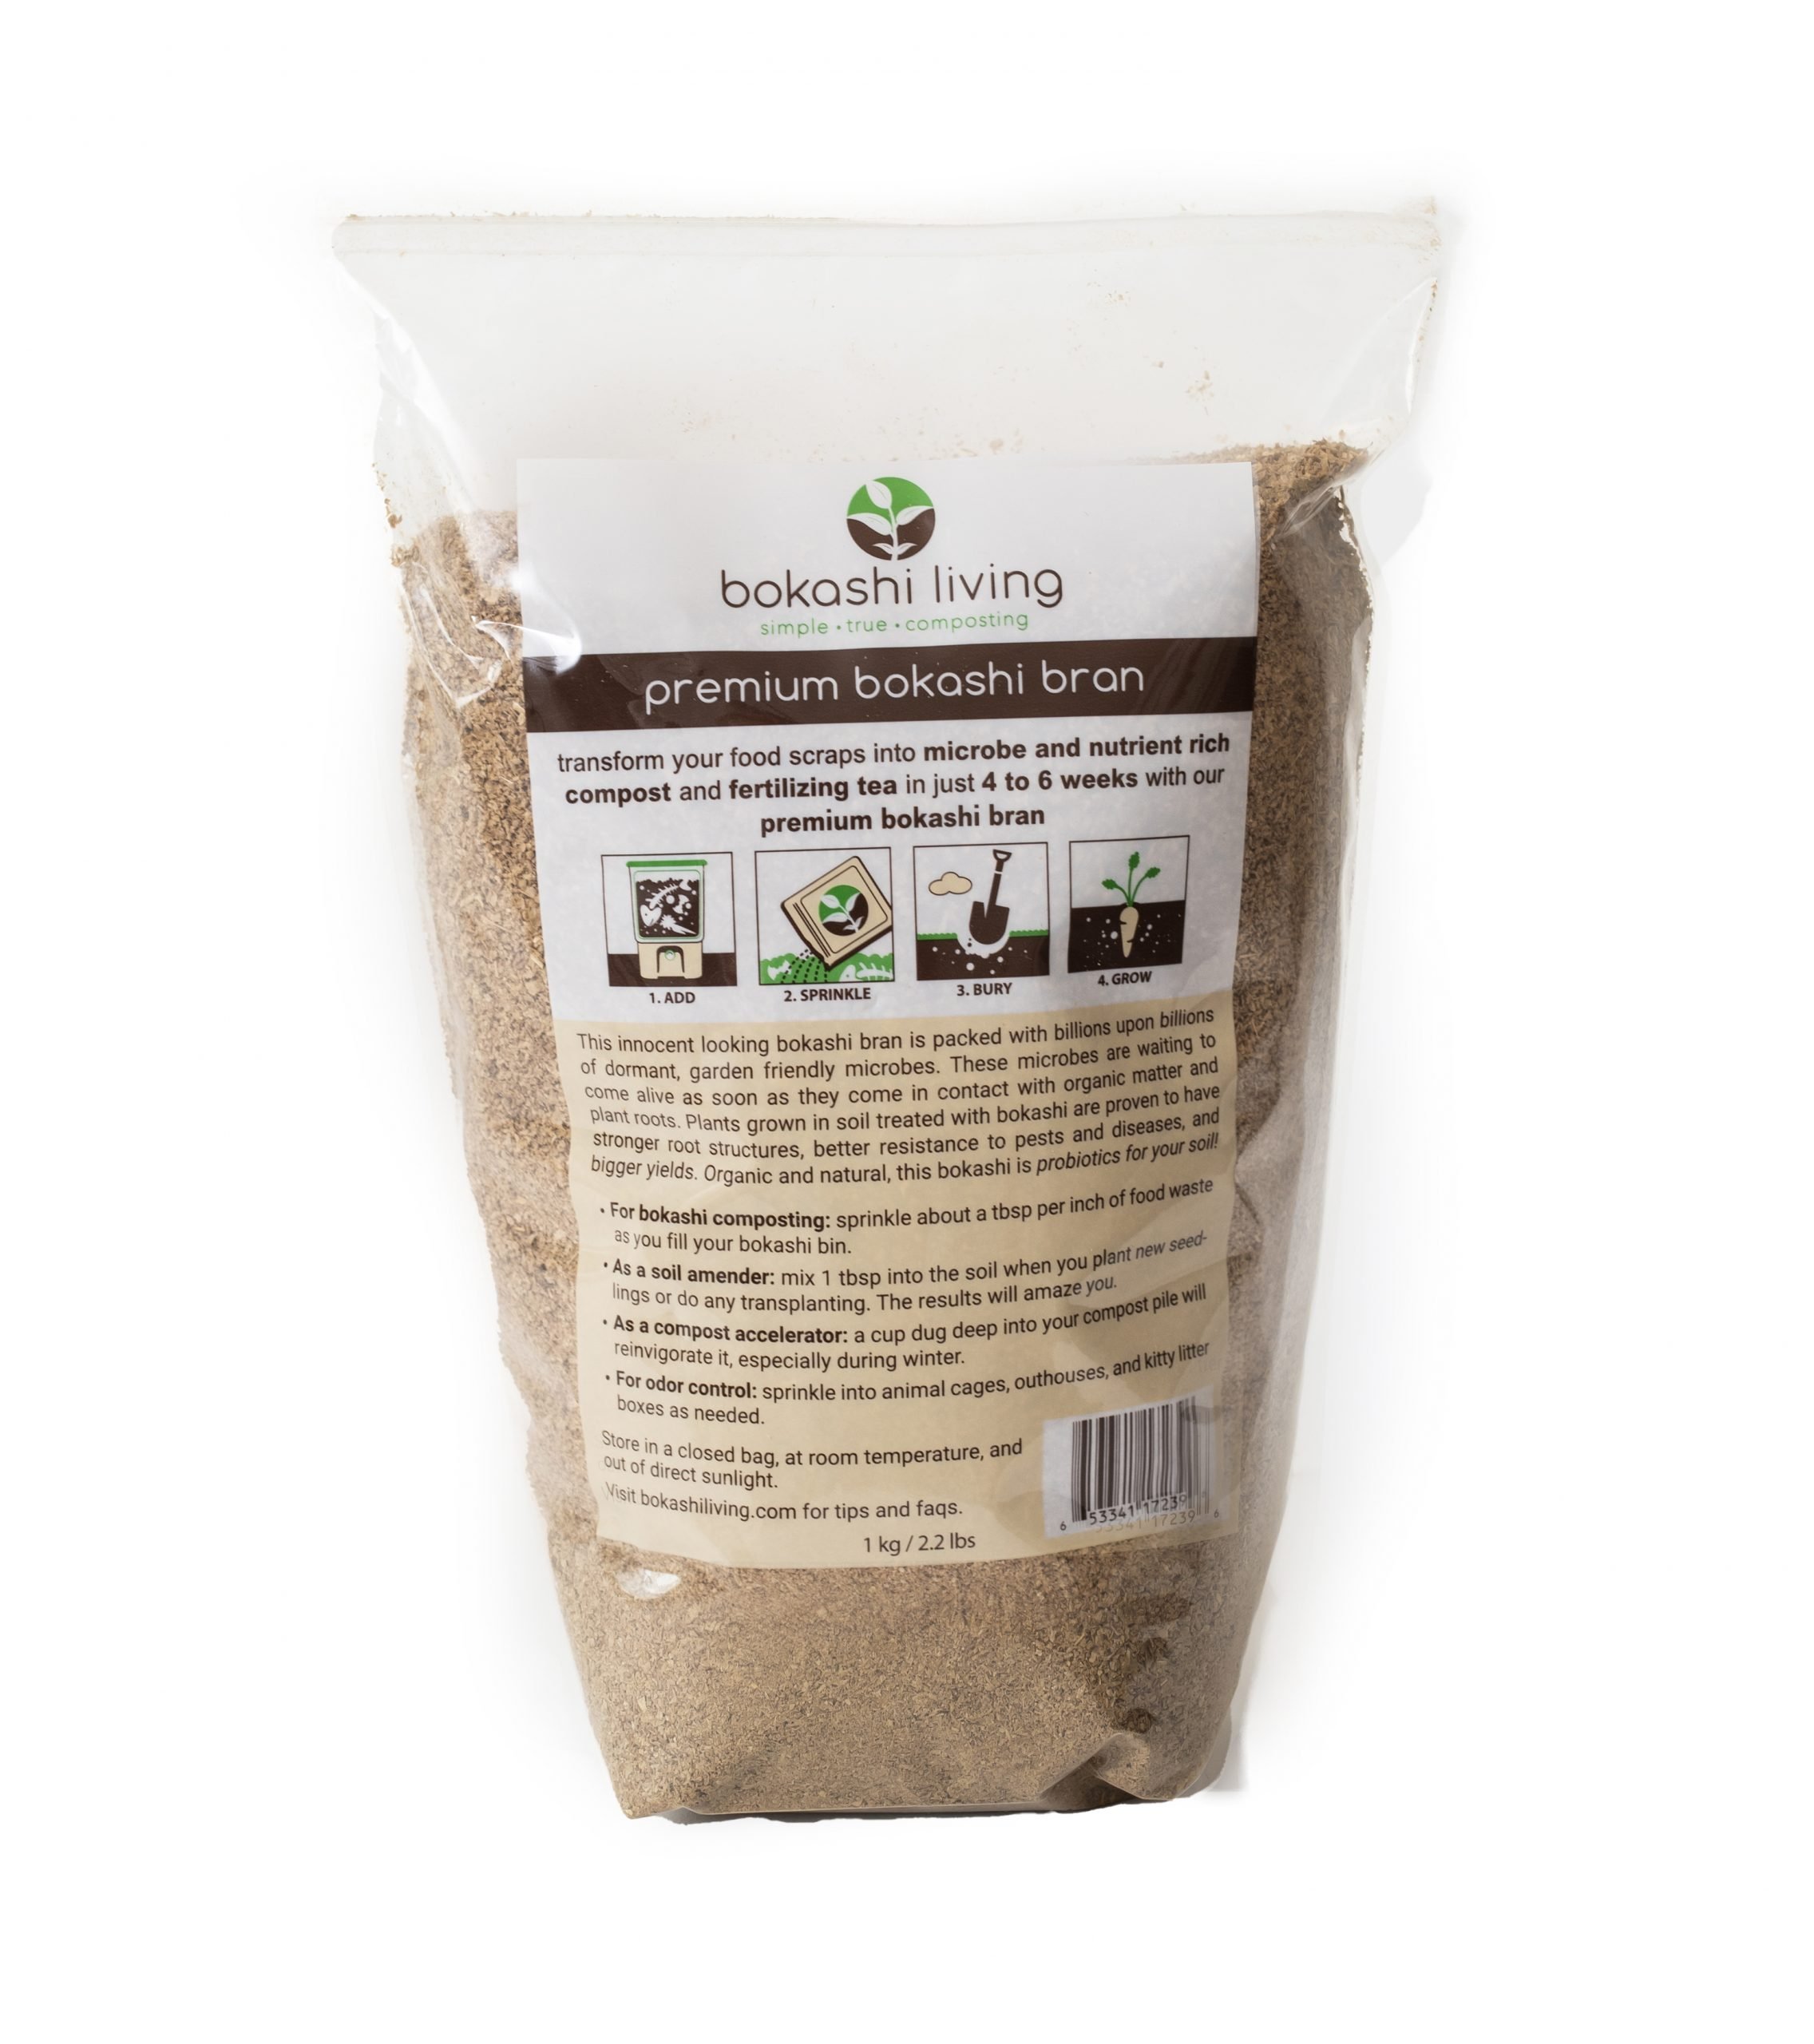 bokashi living
simple • true • composting
premium bokashi bran
transform your food scraps into microbe and nutrient rich
compost and fertilizing tea in just 4 to 6 weeks with our
premium bokashi bran
1. ADD
2. SPRINKLE
3. BURY
4. GROW
This innocent looking bokashi bran is packed with billions upon billions
of dormant, garden friendly microbes. These microbes are waiting to
come alive as soon as they come in contact with organic matter and
plant roots. Plants grown in soil treated with bokashi are proven to have
stronger root structures, better resistance to pests and diseases, and
bigger yields. Organic and natural, this bokashi is probiotics for your soil!
• For bokashi composting: sprinkle about a tbsp per inch of food waste
as you fill your bokashi bin.
• As a soil amender: mix 1 tbsp into the soil when you plant new seed-
lings or do any transplanting. The results will amaze you.
• As a compost accelerator: a cup dug deep into your compost pile will
reinvigorate it, especially during winter.
• For odor control: sprinkle into animal cages, outhouses, and kitty litter
boxes as needed.
Store in a closed bag, at room temperature, and
out of direct sunlight.
Visit bokashiliving.com for tips and faqs.
6 53341 17239 6
1 kg / 2.2 lbs